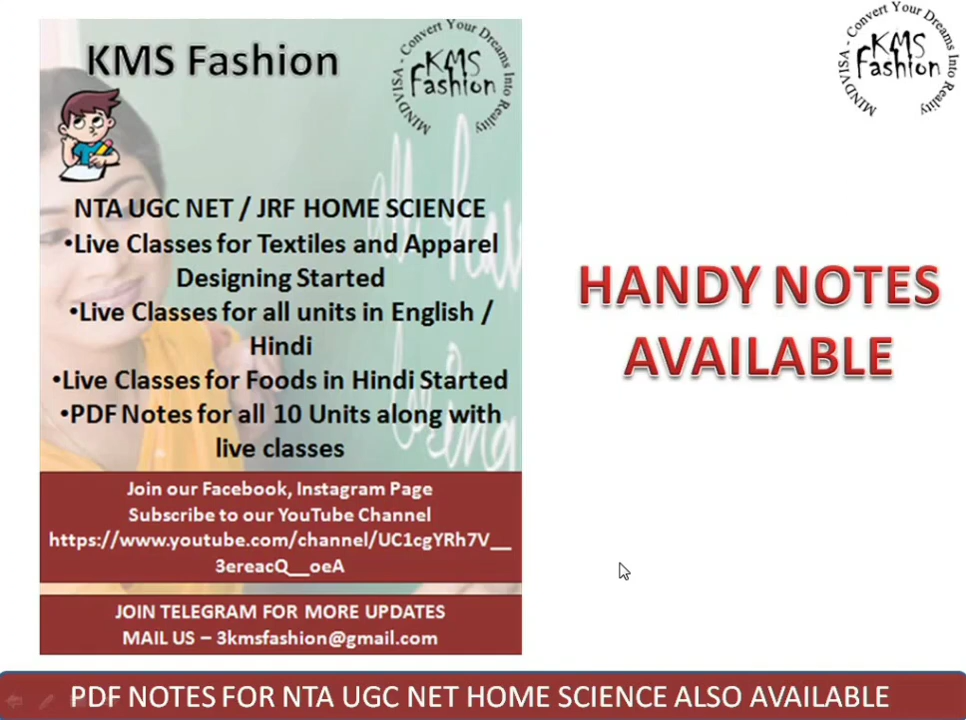 KMS Fashion
MINDVISA - Convert Your Dreams Into Reality
KMS
Fashion
MINDVISA - Convert Your Dreams Into Reality
KMS
Fashion
NTA UGC NET / JRF HOME SCIENCE
•Live Classes for Textiles and Apparel
Designing Started
•Live Classes for all units in English /
Hindi
•Live Classes for Foods in Hindi Started
•PDF Notes for all 10 Units along with
live classes
Join our Facebook, Instagram Page
Subscribe to our YouTube Channel
https://www.youtube.com/channel/UC1cgYRh7V__
3ereacQ__oeA
JOIN TELEGRAM FOR MORE UPDATES
MAIL US – 3kmsfashion@gmail.com
HANDY NOTES
AVAILABLE
PDF NOTES FOR NTA UGC NET HOME SCIENCE ALSO AVAILABLE